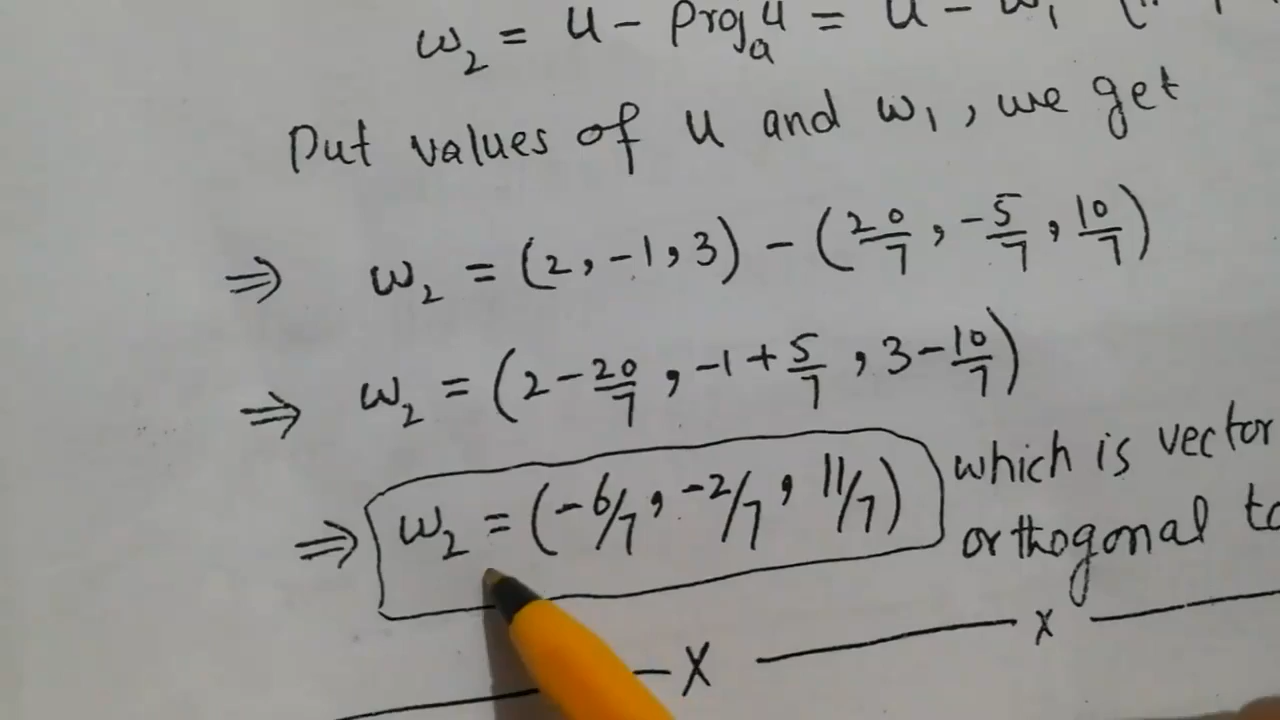 w₂ = u - Proj_a u = u - w₁
Put values of u and w₁, we get
⇒ w₂ = (2, -1, 3) - (20/7, -5/7, 10/7)
⇒ w₂ = (2 - 20/7, -1 + 5/7, 3 - 10/7)
⇒ w₂ = (-6/7, -2/7, 11/7) which is vector
orthogonal to
x
X